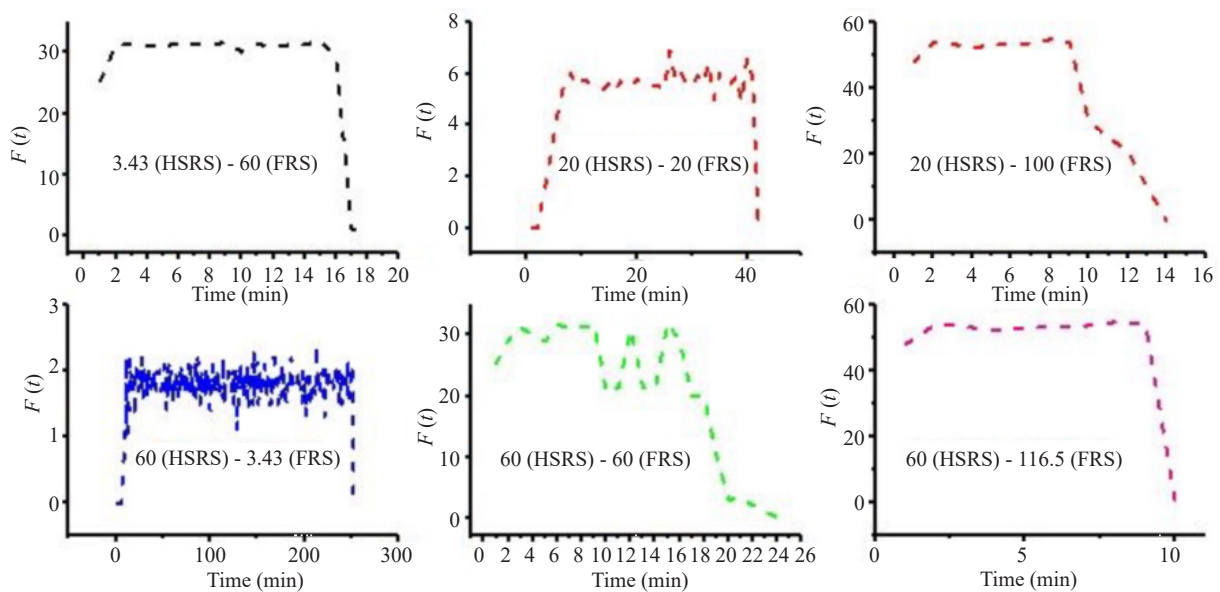 F (t)
30
20
30
0
3.43 (HSRS) - 60 (FRS)
0 2 4 6 8 10 12 14 16 18 20
Time (min)
F (t)
8
6
4
2
0
20 (HSRS) - 20 (FRS)
0 20 40
Time (min)
F (t)
60
40
20
0
20 (HSRS) - 100 (FRS)
0 2 4 6 8 10 12 14 16
Time (min)
F (t)
3
2
1
0
60 (HSRS) - 3.43 (FRS)
0 100 200 300
Time (min)
F (t)
30
20
10
0
60 (HSRS) - 60 (FRS)
0 2 4 6 8 10 12 14 16 18 20 22 24 26
Time (min)
F (t)
60
40
20
0
60 (HSRS) - 116.5 (FRS)
0 5 10
Time (min)